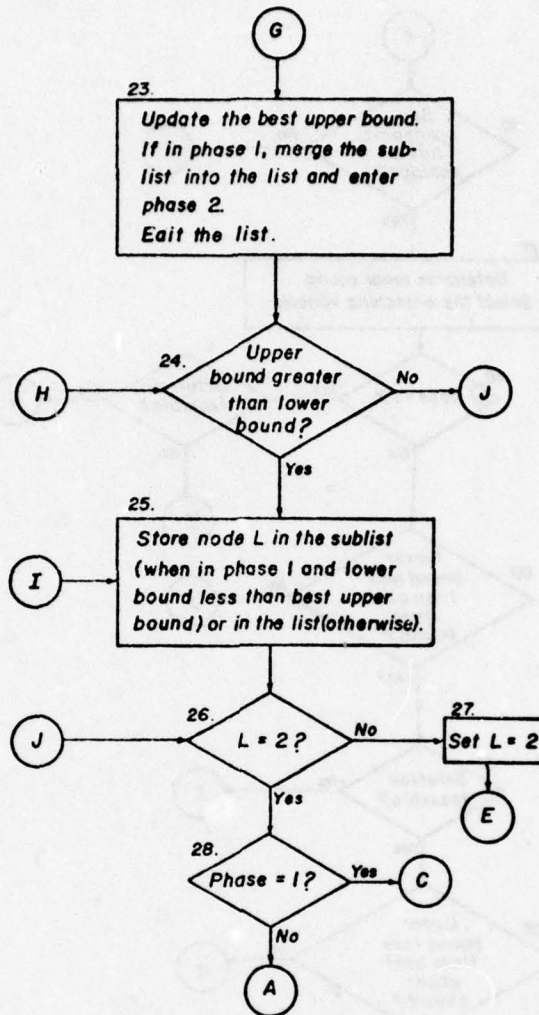 G
23.
Update the best upper bound.
If in phase 1, merge the sub-
list into the list and enter
phase 2.
Eait the list.
24.
Upper
bound greater
than lower
bound?
H
No
J
Yes
25.
Store node L in the sublist
(when in phase 1 and lower
bound less than best upper
bound) or in the list(otherwise).
I
26.
L = 2?
J
No
27.
Set L = 2
E
Yes
28.
Phase = 1?
Yes
C
No
A